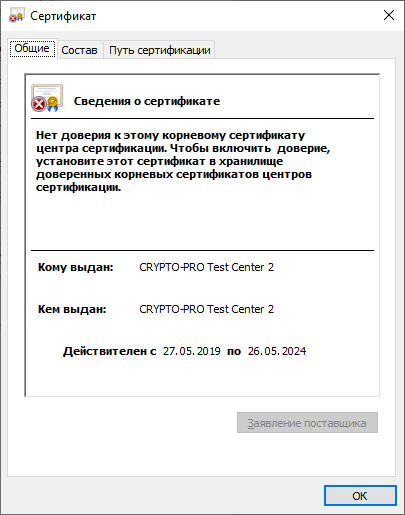 Сертификат
Общие Состав Путь сертификации
Сведения о сертификате
Нет доверия к этому корневому сертификату
центра сертификации. Чтобы включить доверие,
установите этот сертификат в хранилище
доверенных корневых сертификатов центров
сертификации.
Кому выдан: CRYPTO-PRO Test Center 2
Кем выдан: CRYPTO-PRO Test Center 2
Действителен с 27.05.2019 по 26.05.2024
Заявление поставщика
ОК